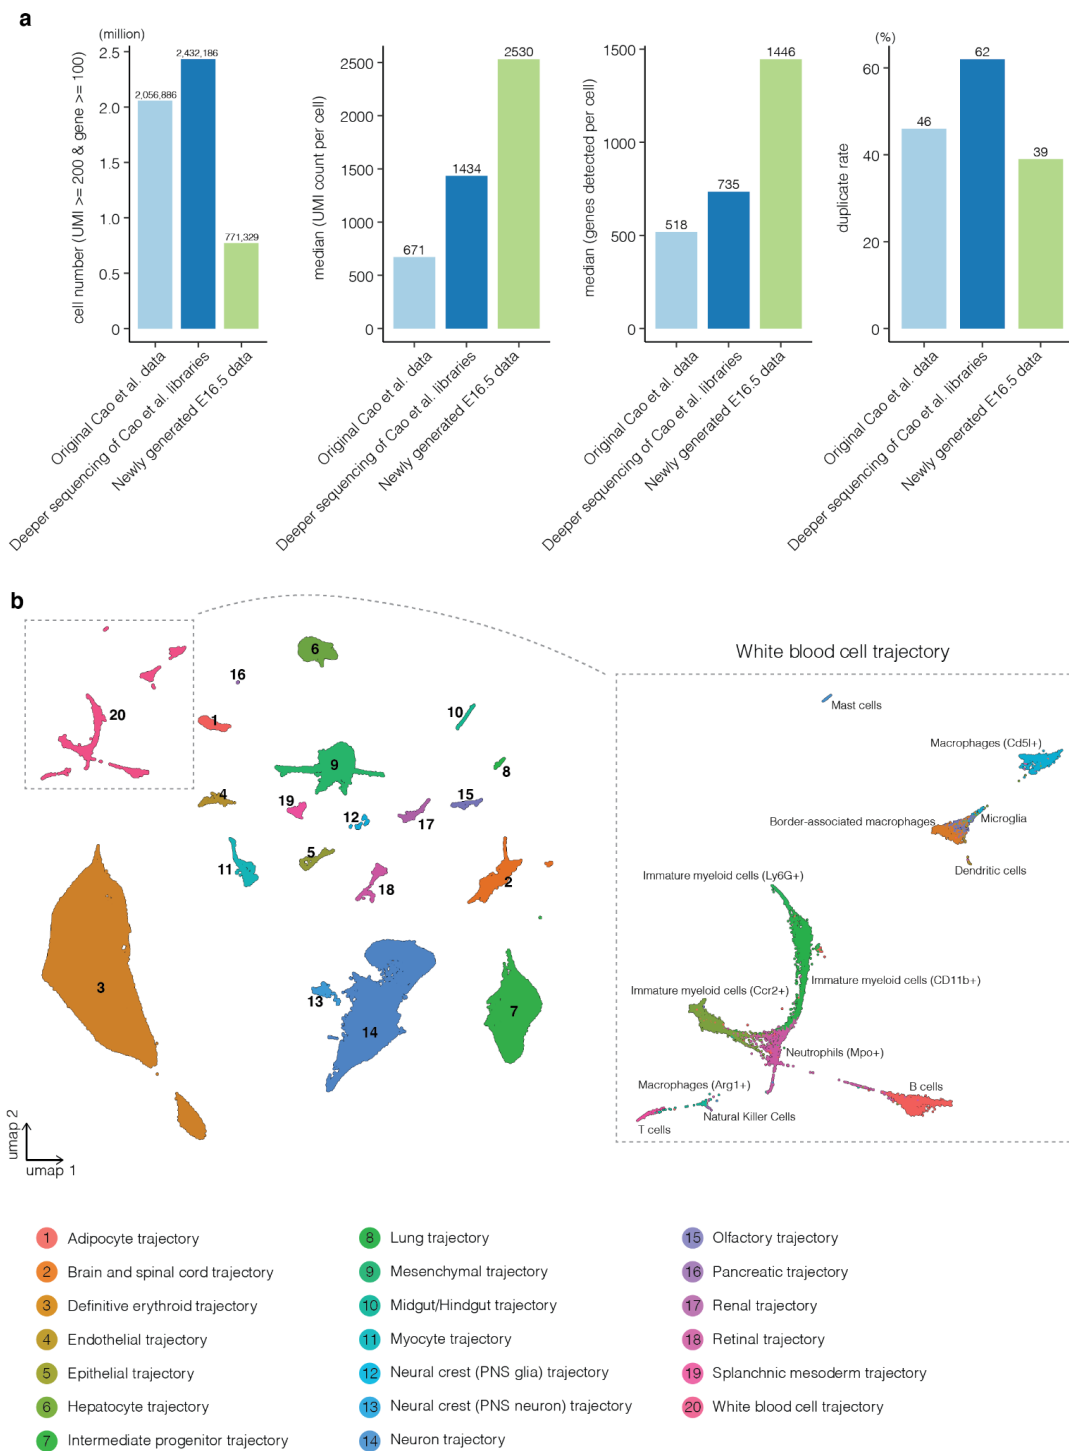 a
(million)
cell number (UMI >= 200 & gene >= 100)
2.5
2.0
1.5
1.0
0.5
0
2,056,886
2,432,186
771,329
Original Cao et al. data
Deeper sequencing of Cao et al. libraries
Newly generated E16.5 data
median (UMI count per cell)
2500
2000
1500
1000
500
0
671
1434
2530
Original Cao et al. data
Deeper sequencing of Cao et al. libraries
Newly generated E16.5 data
median (genes detected per cell)
1500
1000
500
0
518
735
1446
Original Cao et al. data
Deeper sequencing of Cao et al. libraries
Newly generated E16.5 data
(%)
duplicate rate
60
40
20
0
46
62
39
Original Cao et al. data
Deeper sequencing of Cao et al. libraries
Newly generated E16.5 data
b
20
16
6
1
10
9
8
4
19
12
17
15
11
5
18
2
3
13
14
7
umap 2
umap 1
White blood cell trajectory
Mast cells
Macrophages (Cd5l+)
Border-associated macrophages
Microglia
Dendritic cells
Immature myeloid cells (Ly6G+)
Immature myeloid cells (CD11b+)
Immature myeloid cells (Ccr2+)
Neutrophils (Mpo+)
Macrophages (Arg1+)
B cells
Natural Killer Cells
T cells
1 Adipocyte trajectory
2 Brain and spinal cord trajectory
3 Definitive erythroid trajectory
4 Endothelial trajectory
5 Epithelial trajectory
6 Hepatocyte trajectory
7 Intermediate progenitor trajectory
8 Lung trajectory
9 Mesenchymal trajectory
10 Midgut/Hindgut trajectory
11 Myocyte trajectory
12 Neural crest (PNS glia) trajectory
13 Neural crest (PNS neuron) trajectory
14 Neuron trajectory
15 Olfactory trajectory
16 Pancreatic trajectory
17 Renal trajectory
18 Retinal trajectory
19 Splanchnic mesoderm trajectory
20 White blood cell trajectory